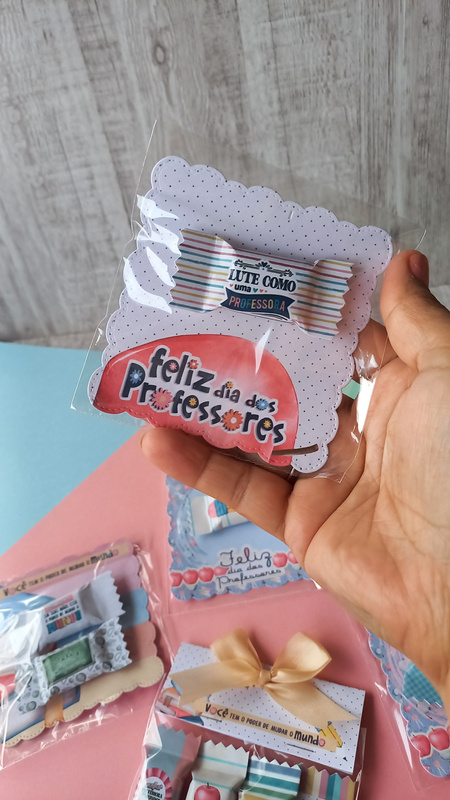 LUTE COMO
uma
PROFESSORA
feliz dia dos
Professores
Feliz
dia dos
Professores
VOCÊ TEM O PODER DE MUDAR O mundo
VOCÊ TEM O PODER DE MUDAR O mundo